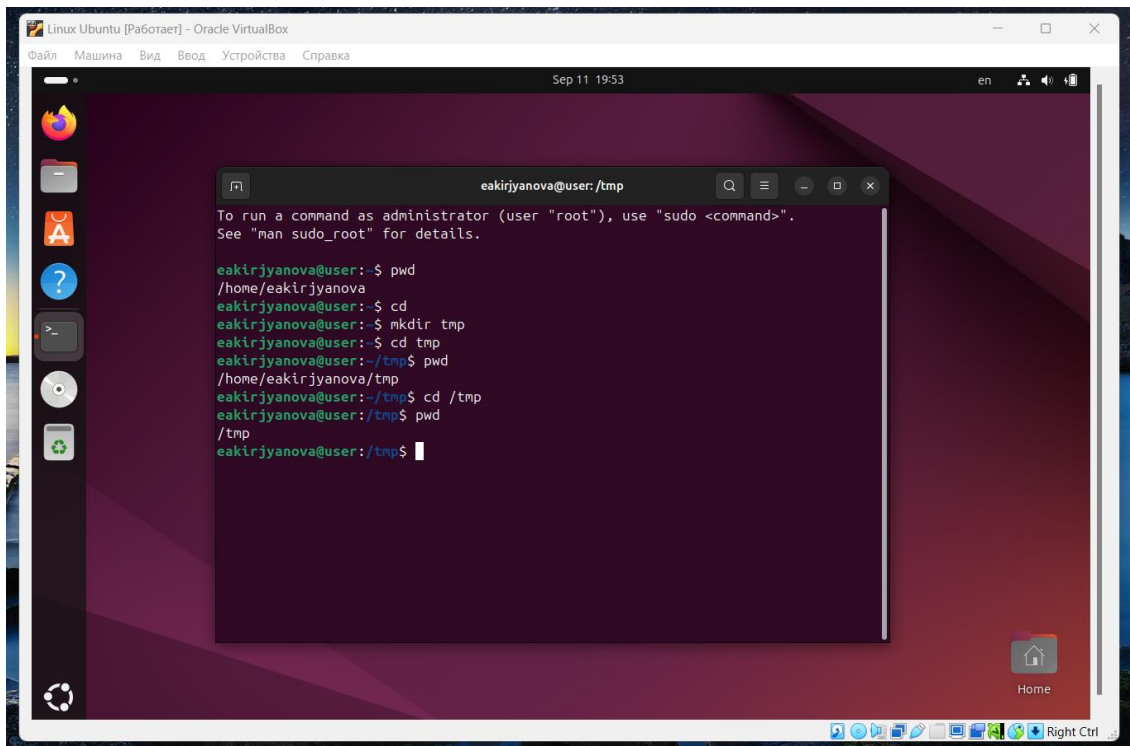 Linux Ubuntu [Работает] - Oracle VirtualBox
Файл Машина Вид Ввод Устройства Справка
Sep 11 19:53
en
eakirjyanova@user: /tmp
To run a command as administrator (user "root"), use "sudo <command>".
See "man sudo_root" for details.
eakirjyanova@user:~$ pwd
/home/eakirjyanova
eakirjyanova@user:~$ cd
eakirjyanova@user:~$ mkdir tmp
eakirjyanova@user:~$ cd tmp
eakirjyanova@user:~/tmp$ pwd
/home/eakirjyanova/tmp
eakirjyanova@user:~/tmp$ cd /tmp
eakirjyanova@user:/tmp$ pwd
/tmp
eakirjyanova@user:/tmp$
Home
Right Ctrl